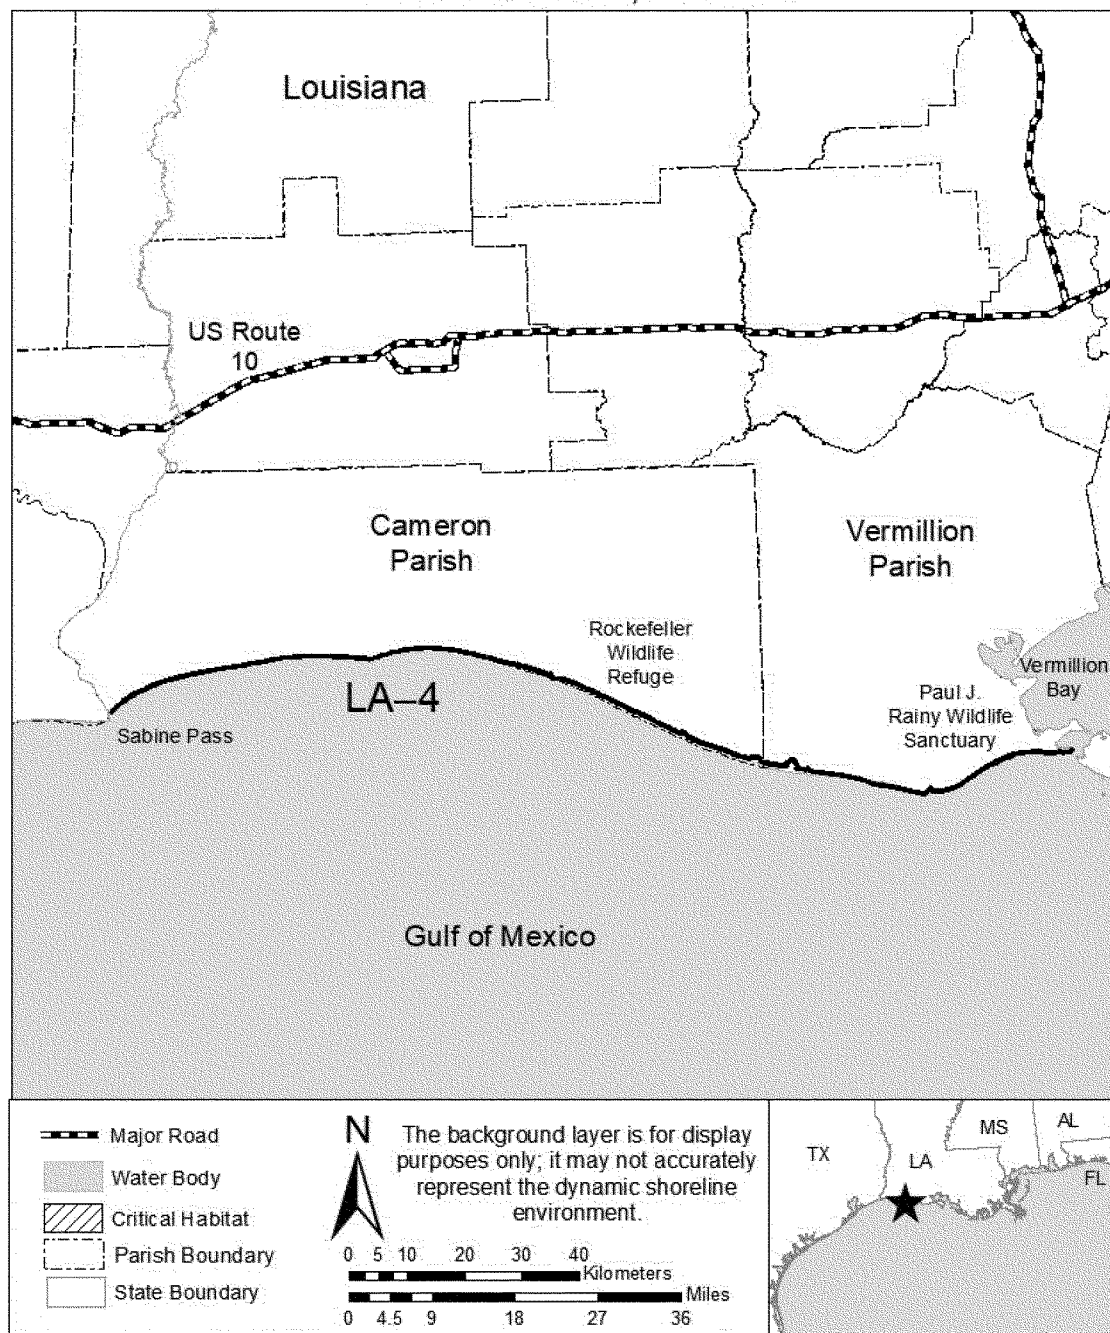 Louisiana
US Route
10
Cameron
Parish
Vermillion
Parish
Rockefeller
Wildlife
Refuge
Vermillion
Bay
Paul J.
Rainy Wildlife
Sanctuary
LA–4
Sabine Pass
Gulf of Mexico
Major Road
Water Body
Critical Habitat
Parish Boundary
State Boundary
N
The background layer is for display
purposes only; it may not accurately
represent the dynamic shoreline
environment.
0 5 10 20 30 40
Kilometers
Miles
0 4.5 9 18 27 36
TX
LA
MS
AL
FL